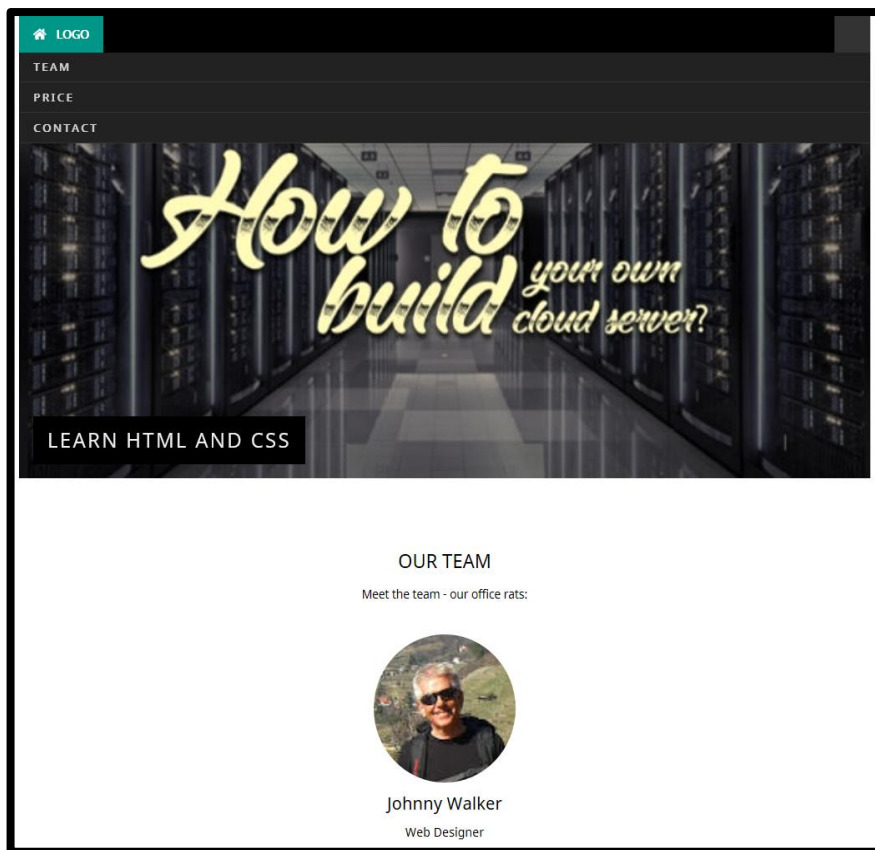 LOGO
TEAM
PRICE
CONTACT
How to
build your own
cloud server?
LEARN HTML AND CSS
OUR TEAM
Meet the team - our office rats:
Johnny Walker
Web Designer